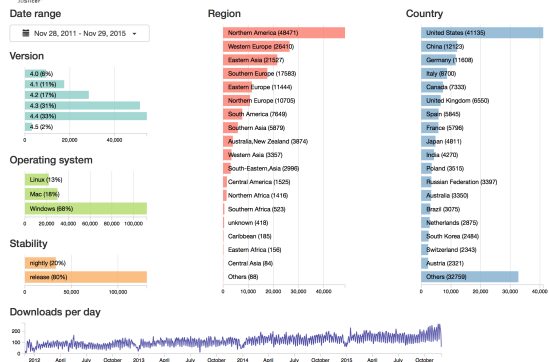 Date range
Nov 28, 2011 - Nov 29, 2015
Version
4.0 (6%)
4.1 (11%)
4.2 (17%)
4.3 (31%)
4.4 (33%)
4.5 (2%)
0 20,000 40,000
Operating system
Linux (13%)
Mac (18%)
Windows (68%)
0 20,000 40,000 60,000 80,000 100,000
Stability
nightly (20%)
release (80%)
0 50,000 100,000
Region
Northern America (48471)
Western Europe (26410)
Eastern Asia (21527)
Southern Europe (17583)
Eastern Europe (11444)
Northern Europe (10705)
South America (7649)
Southern Asia (5879)
Australia,New Zealand (3874)
Western Asia (3357)
South-Eastern,Asia (2996)
Central America (1525)
Northern Africa (1416)
Southern Africa (523)
unknown (418)
Caribbean (185)
Eastern Africa (156)
Central Asia (84)
Others (88)
0 10,000 20,000 30,000 40,000
Country
United States (41135)
China (12123)
Germany (11608)
Italy (8700)
Canada (7333)
United Kingdom (6550)
Spain (5845)
France (5796)
Japan (4811)
India (4270)
Poland (3515)
Russian Federation (3397)
Australia (3350)
Brazil (3075)
Netherlands (2875)
South Korea (2484)
Switzerland (2343)
Austria (2321)
Others (32759)
0 10,000 20,000 30,000 40,000
Downloads per day
200
100
0
2012 April July October 2013 April July October 2014 April July October 2015 April July October